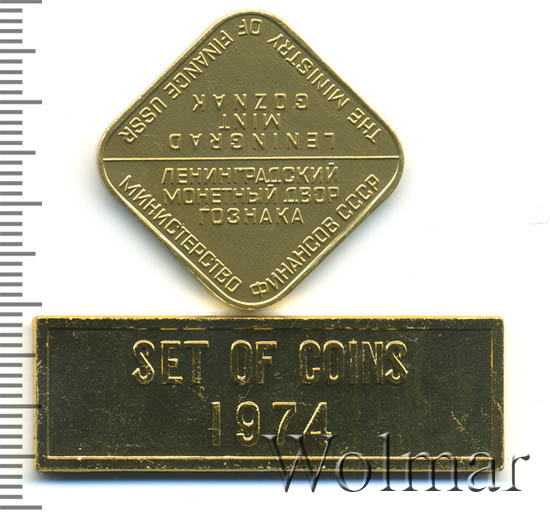 THE MINISTRY OF FINANCE USSR
LENINGRAD
MINT
GOZNAK
ЛЕНИНГРАДСКИЙ
МОНЕТНЫЙ ДВОР
ГОЗНАКА
МИНИСТЕРСТВО ФИНАНСОВ СССР
SET OF COINS
1974
Wolmar